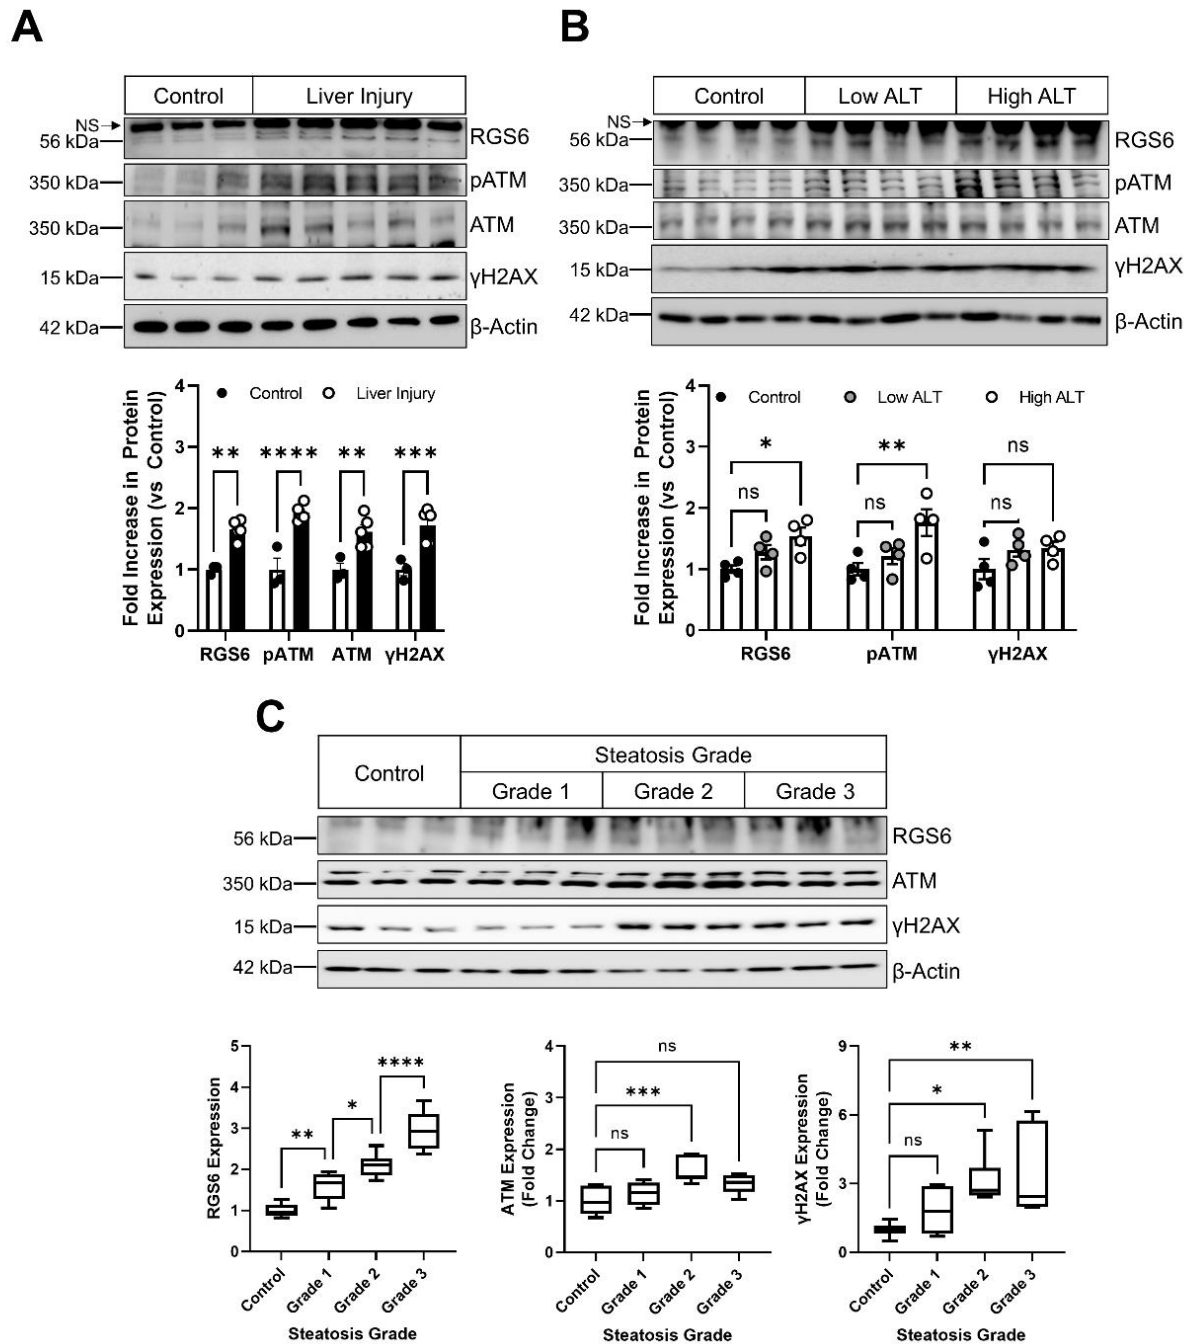 A
Control Liver Injury
NS
56 kDa RGS6
350 kDa pATM
350 kDa ATM
15 kDa γH2AX
42 kDa β-Actin
Fold Increase in Protein
Expression (vs Control)
Control Liver Injury
4
3
2
1
0
** **** ** ***
RGS6 pATM ATM γH2AX
B
Control Low ALT High ALT
NS
56 kDa RGS6
350 kDa pATM
350 kDa ATM
15 kDa γH2AX
42 kDa β-Actin
Fold Increase in Protein
Expression (vs Control)
Control Low ALT High ALT
4
3
2
1
0
* ** ns
ns ns ns
RGS6 pATM γH2AX
C
Control
Steatosis Grade
Grade 1 Grade 2 Grade 3
56 kDa RGS6
350 kDa ATM
15 kDa γH2AX
42 kDa β-Actin
RGS6 Expression
5
4
3
2
1
0
****
*
**
Control Grade 1 Grade 2 Grade 3
Steatosis Grade
ATM Expression
(Fold Change)
4
3
2
1
0
ns
***
ns
Control Grade 1 Grade 2 Grade 3
Steatosis Grade
γH2AX Expression
(Fold Change)
9
6
3
0
**
*
ns
Control Grade 1 Grade 2 Grade 3
Steatosis Grade